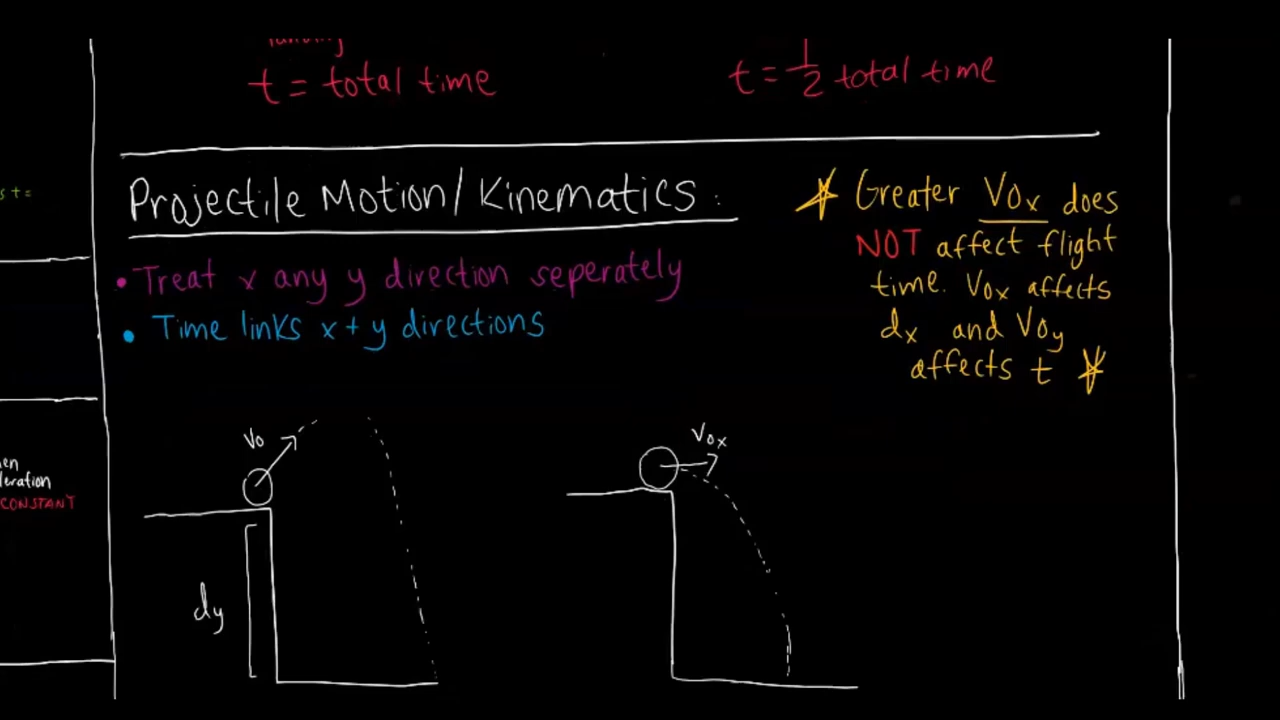 landing
t = total time
t = 1/2 total time
s t =
Projectile Motion/Kinematics:
• Treat x any y direction seperately
• Time links x + y directions
Greater Vox does
NOT affect flight
time. Vox affects
dx and Voy
affects t
Vo
Vox
dy
CONSTANT